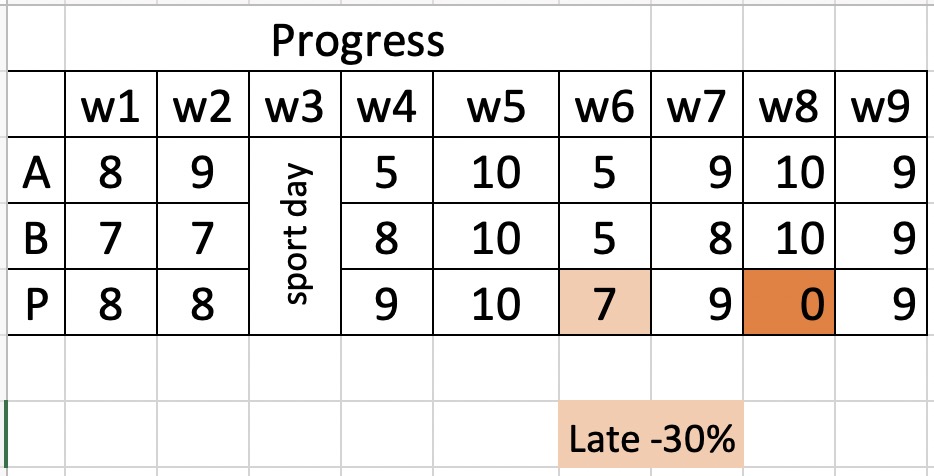 Progress
w1 w2 w3 w4 w5 w6 w7 w8 w9
A 8 9 sport day 5 10 5 9 10 9
B 7 7 8 10 5 8 10 9
P 8 8 9 10 7 9 0 9
Late -30%